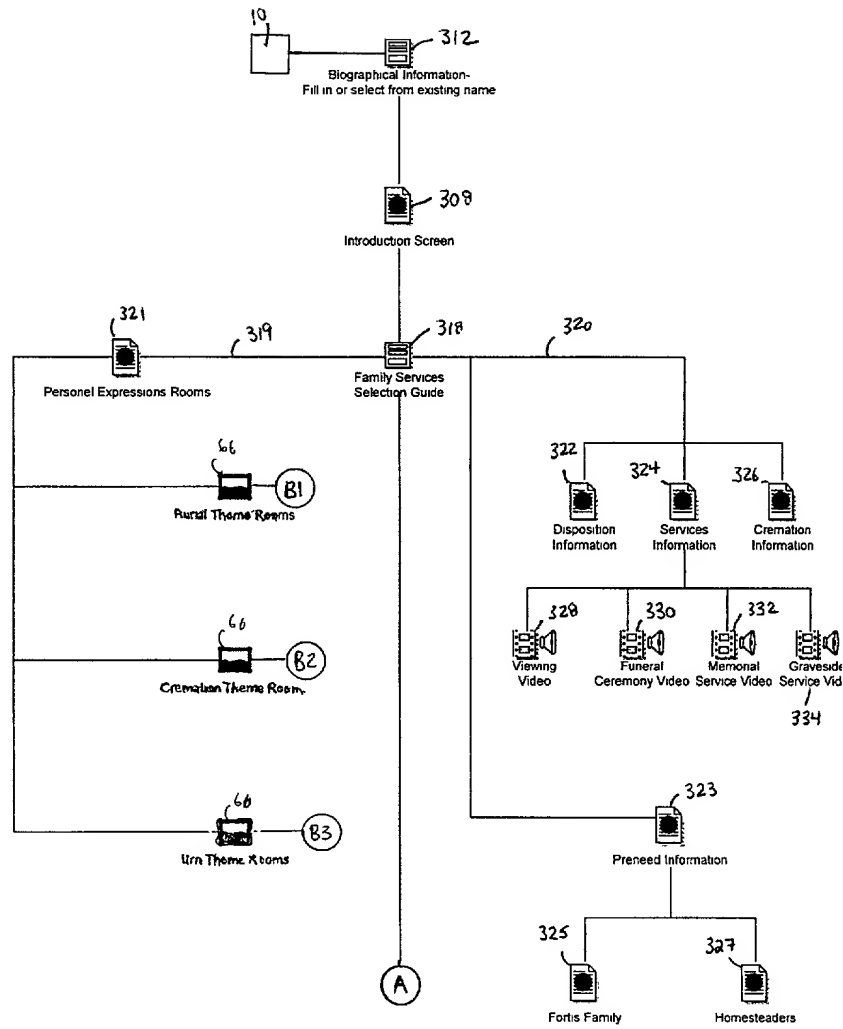 10
312
Biographical Information-
Fill in or select from existing name
308
Introduction Screen
321
319
318
320
Personel Expressions Rooms
Family Services
Selection Guide
66
B1
Burial Theme Rooms
322
324
326
Disposition
Information
Services
Information
Cremation
Information
66
B2
Cremation Theme Room
328
330
332
Viewing
Video
Funeral
Ceremony Video
Memorial
Service Video
Graveside
Service Vid
334
66
B3
Urn Theme Rooms
323
Preneed Information
325
327
A
Fortis Family
Homesteaders